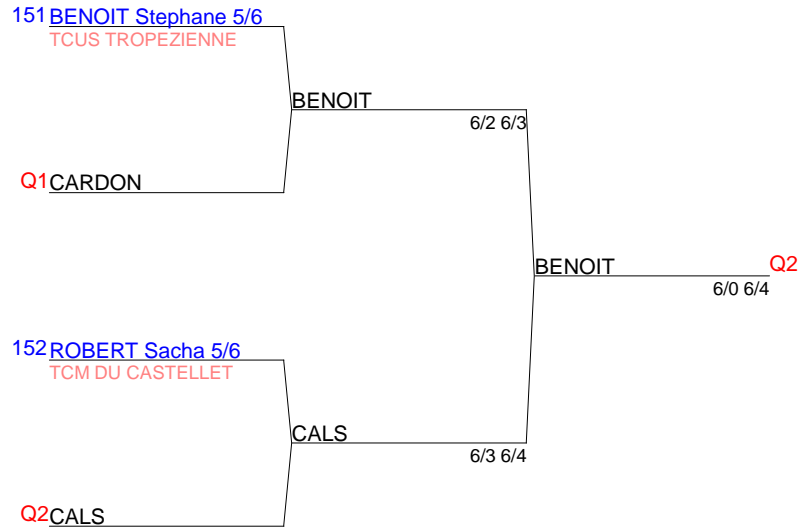 151 BENOIT Stephane 5/6
TCUS TROPEZIENNE
BENOIT
6/2 6/3
Q1 CARDON
BENOIT Q2
6/0 6/4
152 ROBERT Sacha 5/6
TCM DU CASTELLET
CALS
6/3 6/4
Q2 CALS